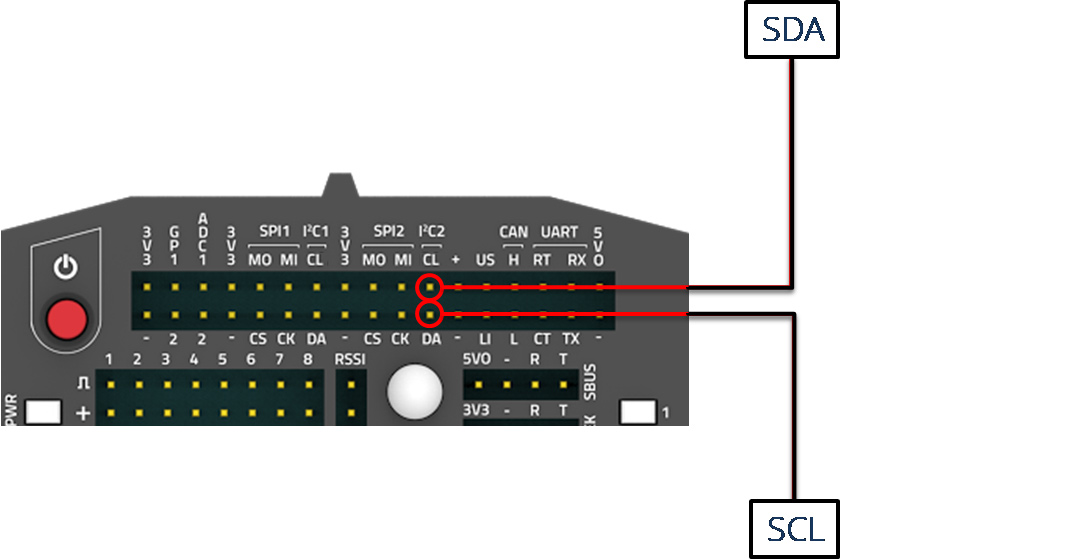 SDA
3V3 GP1 ADC1 3V3 SPI1 I²C1 3V3 SPI2 I²C2 CAN UART 5VO
MO MI CL MO MI CL + US H RT RX
- 2 2 - CS CK DA - CS CK DA - LI L CT TX -
1 2 3 4 5 6 7 8 RSSI 5VO - R T
SBUS
+ 3V3 - R T
PWR
1
SCL